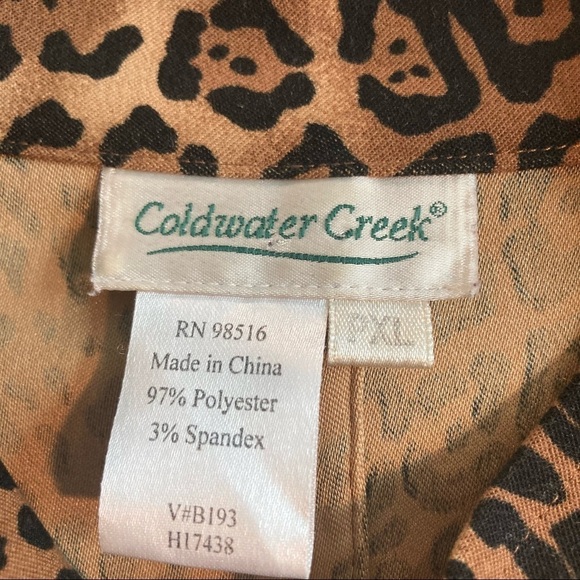 Coldwater Creek®
PXL
RN 98516
Made in China
97% Polyester
3% Spandex
V#B193
H17438